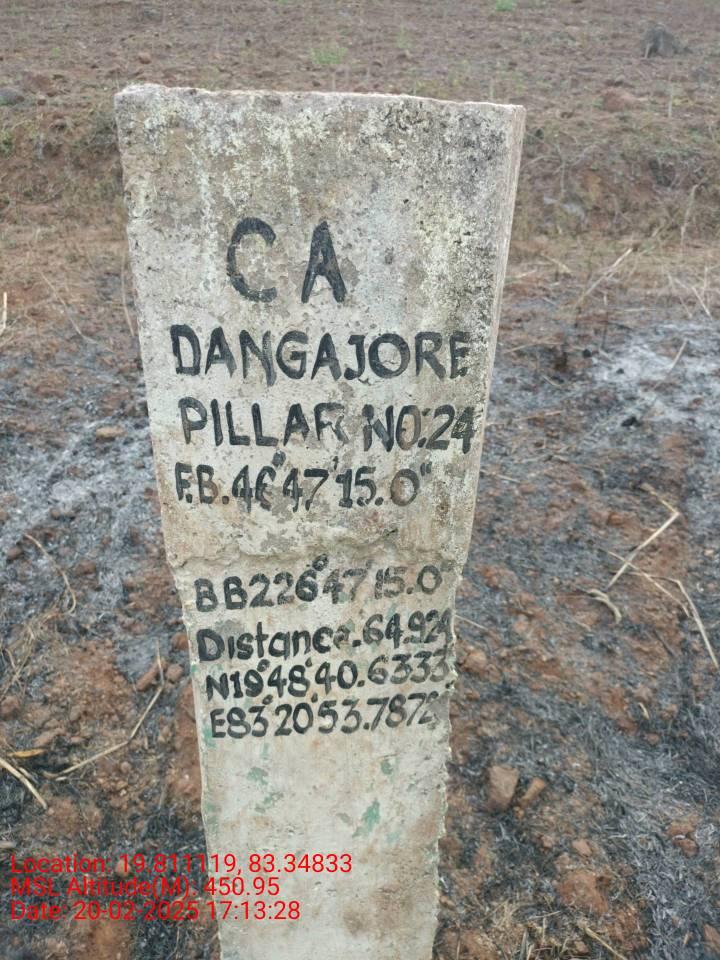 CA
DANGAJORE
PILLAR NO:24
F.B.46°47'15.0"
BB226°47'15.0"
Distance.64.924
N19°48'40.6333"
E83°20'53.7872"
Location: 19.811119, 83.34833
MSL Altitude(M): 450.95
Date: 20-02-2025 17:13:28